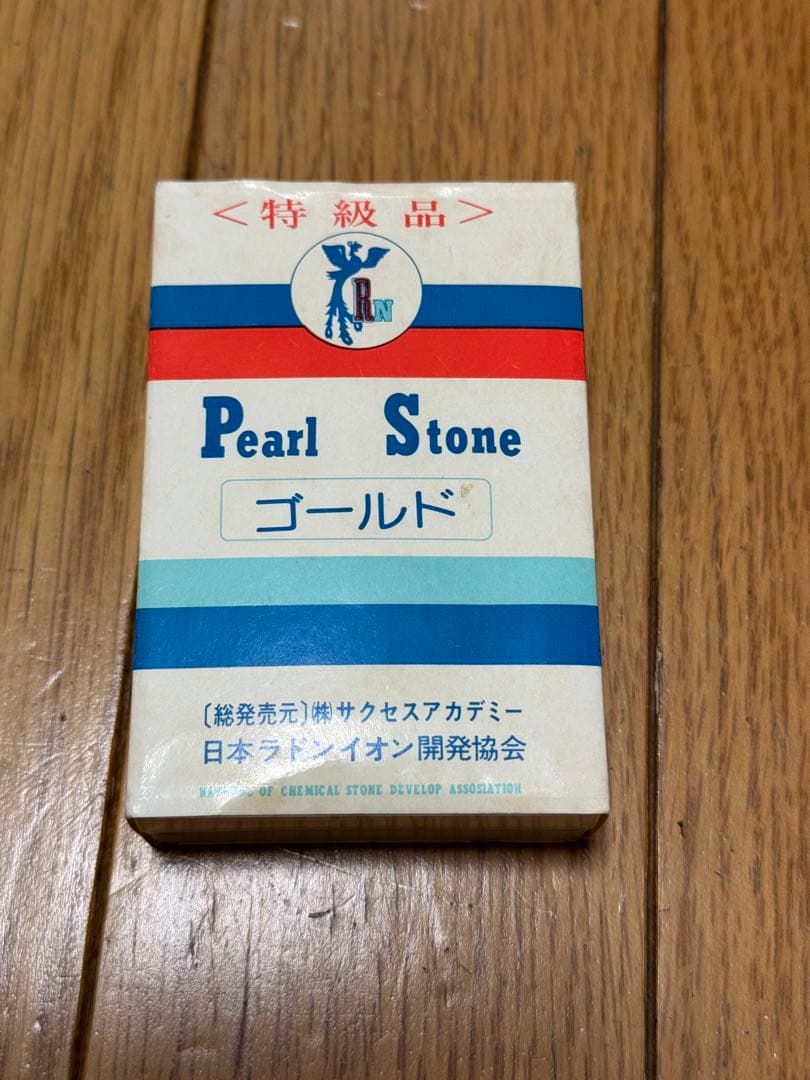 ＜特級品＞
RN
Pearl Stone
ゴールド
〔総発売元〕㈱サクセスアカデミー
日本ラドンイオン開発協会
OF CHEMICAL STONE DEVELOP ASSOSIATION